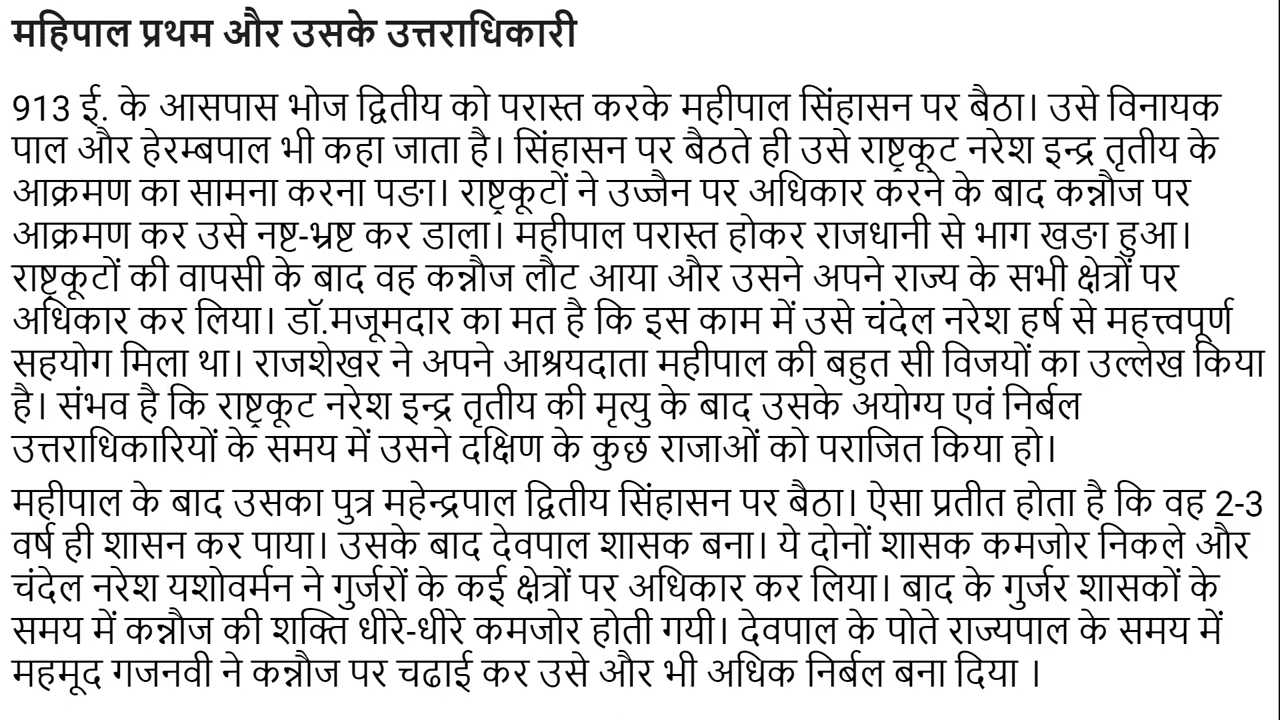 महिपाल प्रथम और उसके उत्तराधिकारी
913 ई. के आसपास भोज द्वितीय को परास्त करके महीपाल सिंहासन पर बैठा। उसे विनायक
पाल और हेरम्बपाल भी कहा जाता है। सिंहासन पर बैठते ही उसे राष्ट्रकूट नरेश इन्द्र तृतीय के
आक्रमण का सामना करना पङा। राष्ट्रकूटों ने उज्जैन पर अधिकार करने के बाद कन्नौज पर
आक्रमण कर उसे नष्ट-भ्रष्ट कर डाला। महीपाल परास्त होकर राजधानी से भाग खङा हुआ।
राष्ट्रकूटों की वापसी के बाद वह कन्नौज लौट आया और उसने अपने राज्य के सभी क्षेत्रों पर
अधिकार कर लिया। डॉ.मजूमदार का मत है कि इस काम में उसे चंदेल नरेश हर्ष से महत्त्वपूर्ण
सहयोग मिला था। राजशेखर ने अपने आश्रयदाता महीपाल की बहुत सी विजयों का उल्लेख किया
है। संभव है कि राष्ट्रकूट नरेश इन्द्र तृतीय की मृत्यु के बाद उसके अयोग्य एवं निर्बल
उत्तराधिकारियों के समय में उसने दक्षिण के कुछ राजाओं को पराजित किया हो।
महीपाल के बाद उसका पुत्र महेन्द्रपाल द्वितीय सिंहासन पर बैठा। ऐसा प्रतीत होता है कि वह 2-3
वर्ष ही शासन कर पाया। उसके बाद देवपाल शासक बना। ये दोनों शासक कमजोर निकले और
चंदेल नरेश यशोवर्मन ने गुर्जरों के कई क्षेत्रों पर अधिकार कर लिया। बाद के गुर्जर शासकों के
समय में कन्नौज की शक्ति धीरे-धीरे कमजोर होती गयी। देवपाल के पोते राज्यपाल के समय में
महमूद गजनवी ने कन्नौज पर चढाई कर उसे और भी अधिक निर्बल बना दिया ।